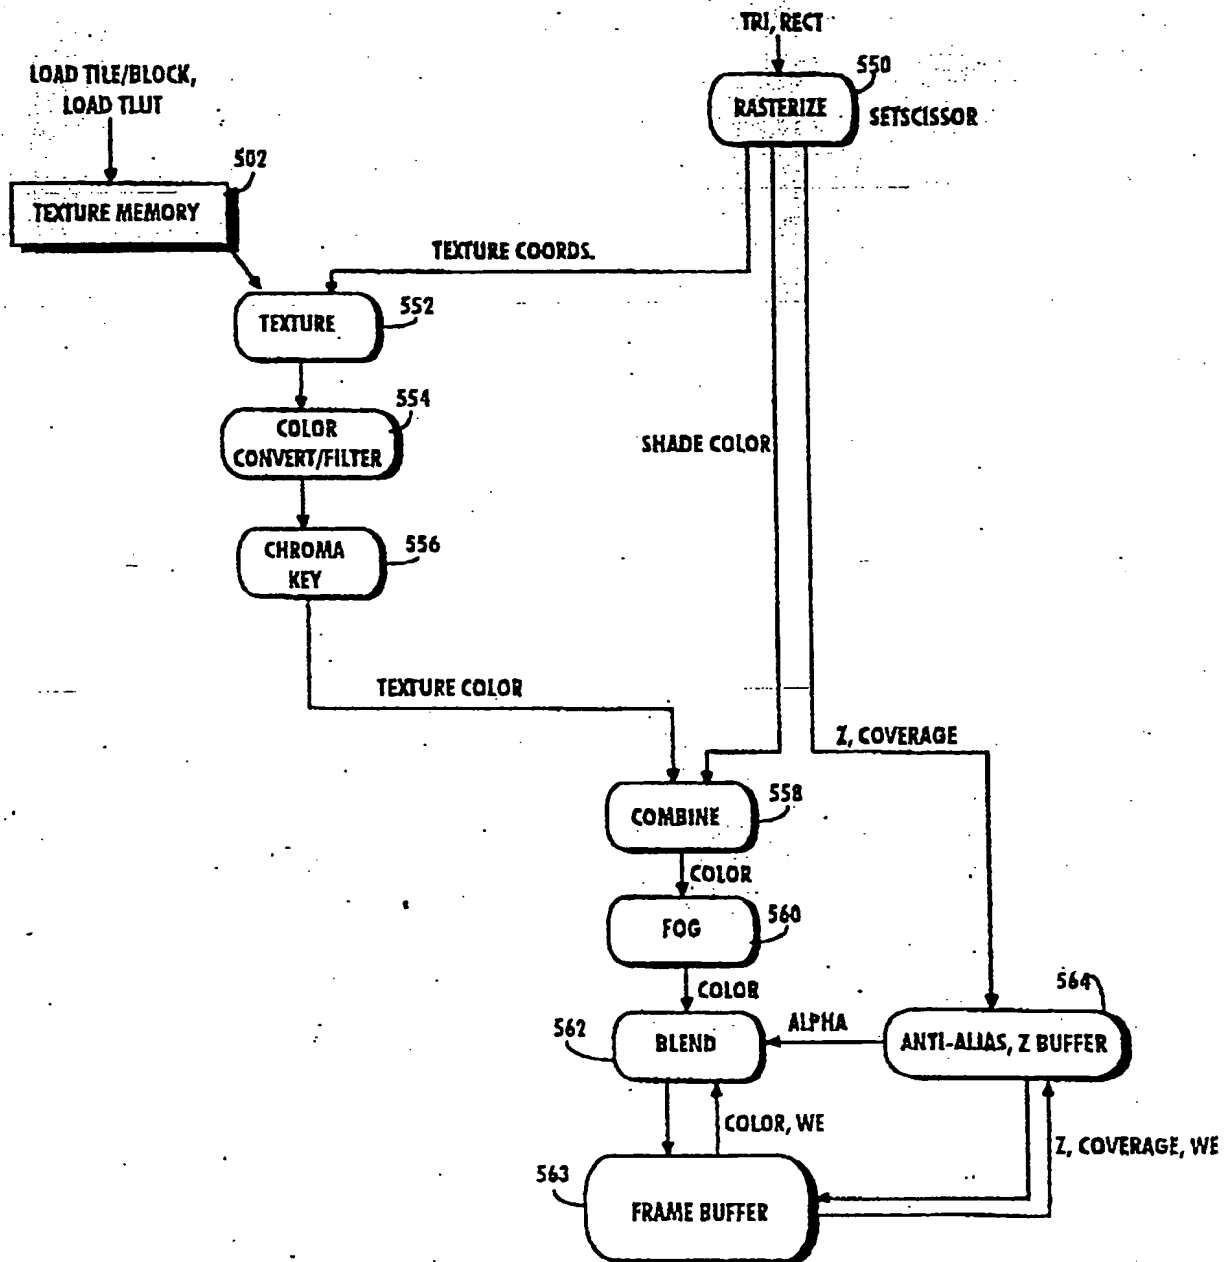 TRI, RECT
550
LOAD TILE/BLOCK,
LOAD TLUT
RASTERIZE
SETSCISSOR
502
TEXTURE MEMORY
TEXTURE COORDS.
552
TEXTURE
554
COLOR
CONVERT/FILTER
SHADE COLOR
556
CHROMA
KEY
TEXTURE COLOR
Z, COVERAGE
558
COMBINE
COLOR
560
FOG
COLOR
564
562
ALPHA
BLEND
ANTI-ALIAS, Z BUFFER
COLOR, WE
Z, COVERAGE, WE
563
FRAME BUFFER